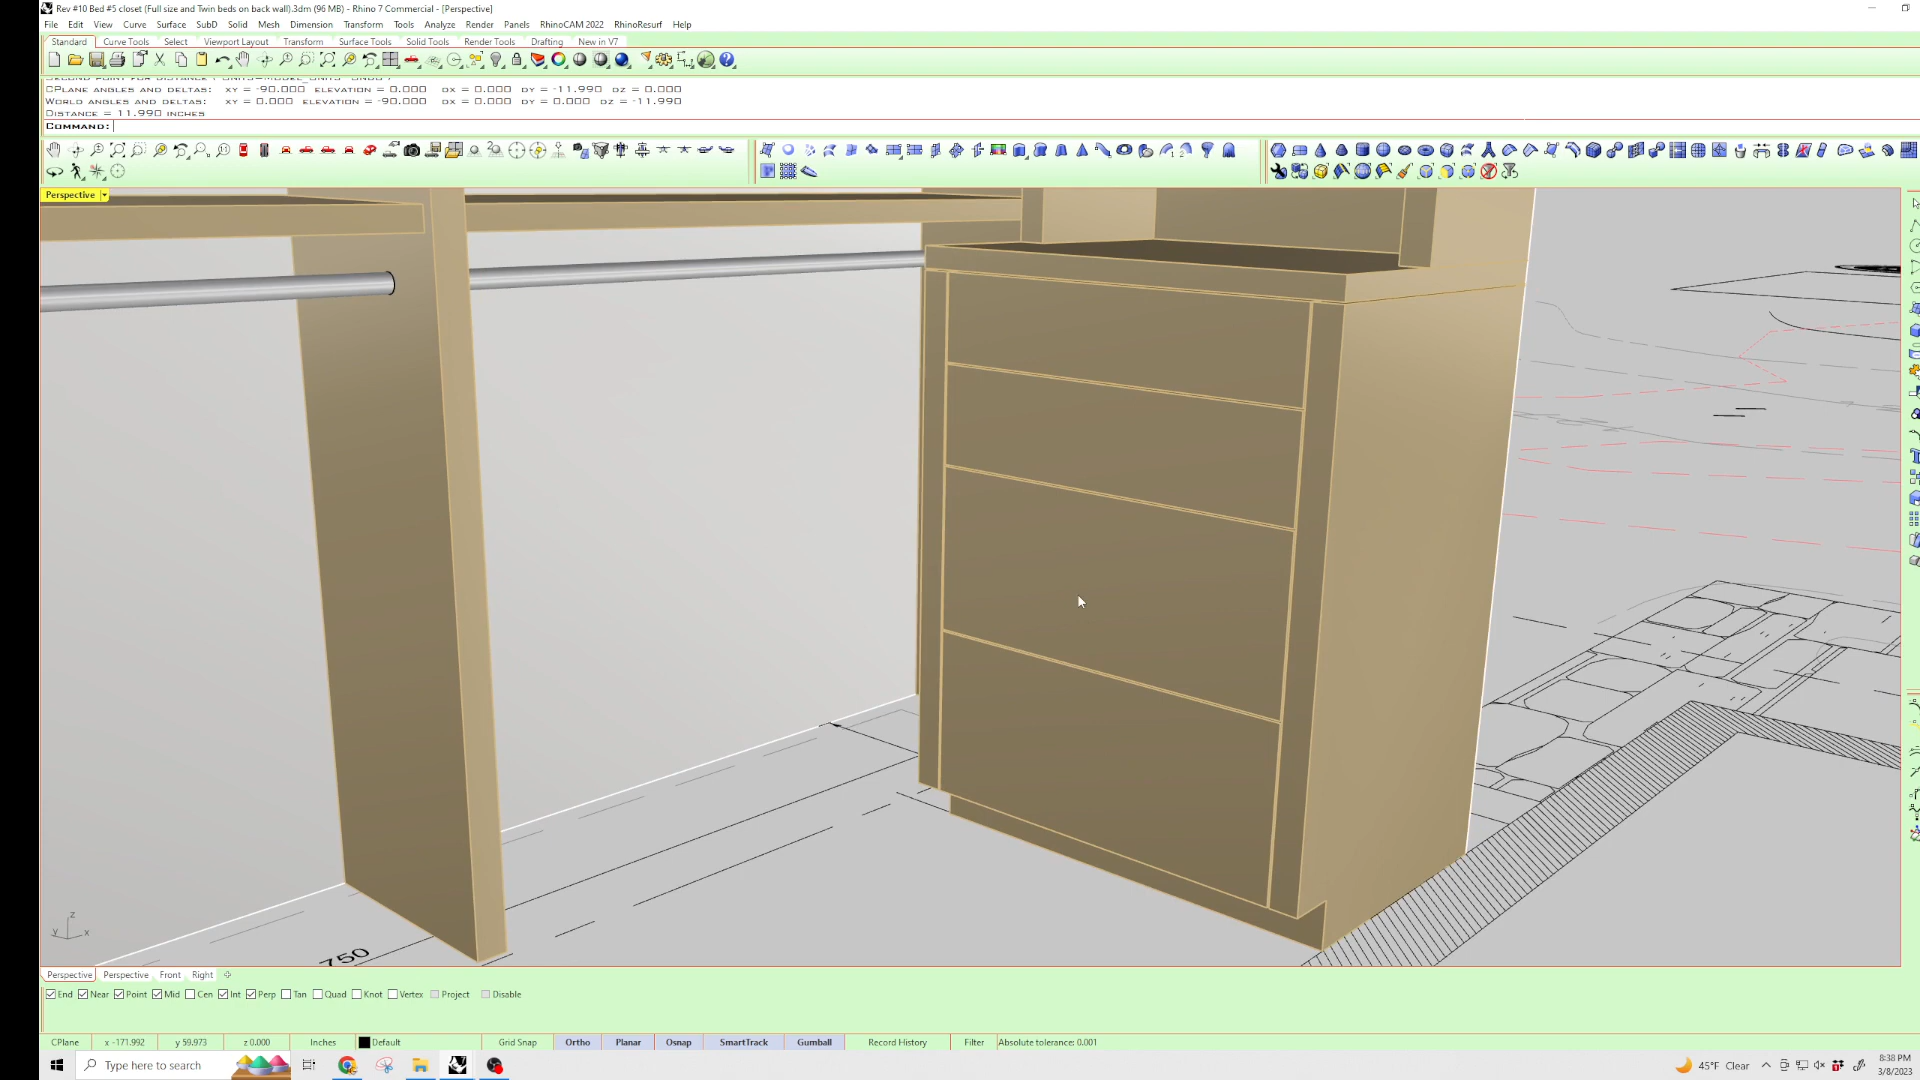 Rev #10 Bed #5 closet (Full size and Twin beds on back wall).3dm (96 MB) - Rhino 7 Commercial - [Perspective]
File Edit View Curve Surface SubD Solid Mesh Dimension Transform Tools Analyze Render Panels RhinoCAM 2022 RhinoResurf Help
Standard Curve Tools Select Viewport Layout Transform Surface Tools Solid Tools Render Tools Drafting New in V7
CPlane angles and deltas: xy = -90.000 elevation = 0.000 dx = 0.000 dy = -11.990 dz = 0.000
World angles and deltas: xy = 0.000 elevation = -90.000 dx = 0.000 dy = 0.000 dz = -11.990
Distance = 11.990 inches
Command:
Perspective
750
z
y x
Perspective Perspective Front Right
End Near Point Mid Cen Int Perp Tan Quad Knot Vertex Project Disable
CPlane x -171.992 y 59.973 z 0.000 Inches Default Grid Snap Ortho Planar Osnap SmartTrack Gumball Record History Filter Absolute tolerance: 0.001
Type here to search 45°F Clear 8:38 PM
3/8/2023